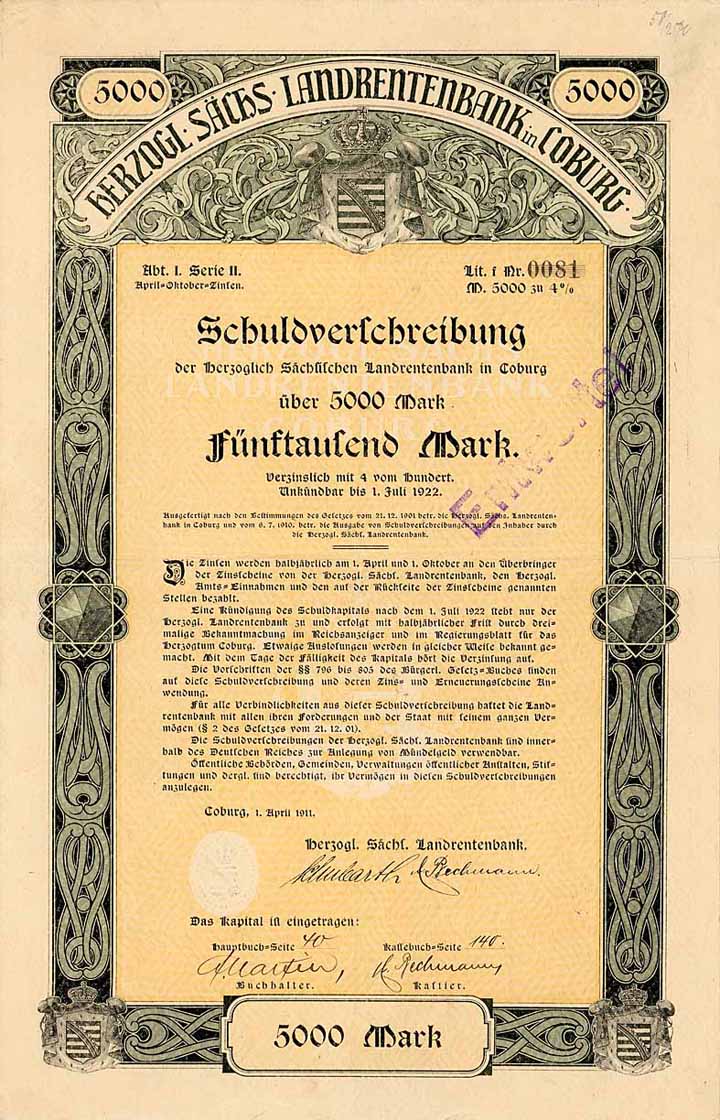 5000
5000
HERZOGL. SÄCHS. LANDRENTENBANK in COBURG.
Abt. I. Serie II.
April-Oktober-Zinsen.
Lit. f Nr. 0081
M. 5000 zu 4%
Schuldverschreibung
der Herzoglich Sächsischen Landrentenbank in Coburg
über 5000 Mark
Fünftausend Mark.
Verzinslich mit 4 vom Hundert.
Unkündbar bis 1. Juli 1922.
Entwertet
Ausgefertigt nach den Bestimmungen des Gesetzes vom 21. 12. 1901 betr. die Herzogl. Sächs. Landrenten-
bank in Coburg und vom 6. 7. 1910. betr. die Ausgabe von Schuldverschreibungen auf den Inhaber durch
die Herzogl. Sächs. Landrentenbank.
Die Zinsen werden halbjährlich am 1. April und 1. Oktober an den Überbringer
der Zinsscheine von der Herzogl. Sächs. Landrentenbank, den Herzogl.
Amts-Einnahmen und den auf der Rückseite der Zinsscheine genannten
Stellen bezahlt.
Eine Kündigung des Schuldkapitals nach dem 1. Juli 1922 steht nur der
Herzogl. Landrentenbank zu und erfolgt mit halbjährlicher Frist durch drei-
malige Bekanntmachung im Reichsanzeiger und im Regierungsblatt für das
Herzogtum Coburg. Etwaige Auslosungen werden in gleicher Weise bekannt ge-
macht. Mit dem Tage der Fälligkeit des Kapitals hört die Verzinsung auf.
Die Vorschriften der §§ 796 bis 805 des Bürgerl. Gesetz-Buches finden
auf diese Schuldverschreibung und deren Zins- und Erneuerungsscheine An-
wendung.
Für alle Verbindlichkeiten aus dieser Schuldverschreibung haftet die Land-
rentenbank mit allen ihren Forderungen und der Staat mit seinem ganzen Ver-
mögen (§ 2 des Gesetzes vom 21. 12. 01).
Die Schuldverschreibungen der Herzogl. Sächs. Landrentenbank sind inner-
halb des Deutschen Reiches zur Anlegung von Mündelgeld verwendbar.
Öffentliche Behörden, Gemeinden, Verwaltungen öffentlicher Anstalten, Stif-
tungen und dergl. sind berechtigt, ihr Vermögen in diesen Schuldverschreibungen
anzulegen.
Coburg, 1. April 1911.
Herzogl. Sächs. Landrentenbank.
Schubarth Rechmann.
Das Kapital ist eingetragen:
Hauptbuch-Seite 40
Kassebuch-Seite 140.
Martin,
Rechmann
Buchhalter.
Kassier.
5000 Mark